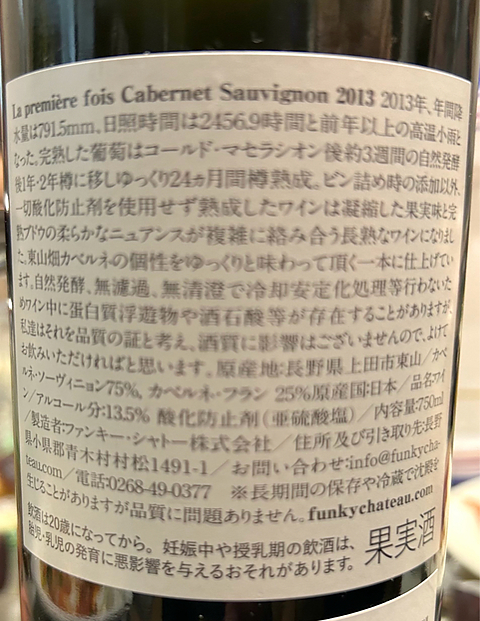 La première fois Cabernet Sauvignon 2013 2013年、年間降
水量は791.5mm、日照時間は2456.9時間と前年以上の高温小雨と
なった。完熟した葡萄はコールド・マセラシオン後約3週間の自然発酵
後1年・2年樽に移しゆっくり24ヵ月間樽熟成。ビン詰め時の添加以外、
一切酸化防止剤を使用せず熟成したワインは凝縮した果実味と完
熟ブドウの柔らかなニュアンスが複雑に絡み合う長熟なワインになりまし
た。東山畑カベルネの個性をゆっくりと味わって頂く一本に仕上げてい
ます。自然発酵、無濾過、無清澄で冷却安定化処理等行わないた
めワイン中に蛋白質浮遊物や酒石酸等が存在することがありますが、
私達はそれを品質の証と考え、酒質に影響はございませんので、よけて
お飲みいただければと思います。原産地:長野県上田市東山／カベ
ルネ・ソーヴィニョン75%, カベルネ・フラン 25%原産国:日本／品名:ワイ
ン／アルコール分:13.5% 酸化防止剤(亜硫酸塩)／内容量:750ml
／製造者:ファンキー・シャトー株式会社／住所及び引き取り先:長野
県小県郡青木村村松1491-1／お問い合わせ:info@funkycha-
teau.com／電話:0268-49-0377 ※長期間の保存や冷蔵で沈殿を
生じることがありますが品質に問題ありません。funkychateau.com
飲酒は20歳になってから。妊娠中や授乳期の飲酒は、
胎児・乳児の発育に悪影響を与えるおそれがあります。
果実酒